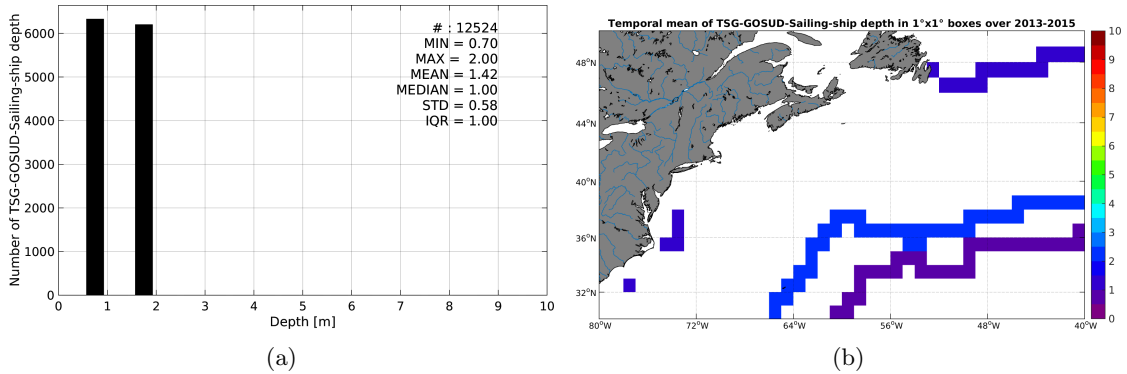 Number of TSG-GOSUD-Sailing-ship depth
6000
5000
4000
3000
2000
1000
0
# : 12524
MIN = 0.70
MAX = 2.00
MEAN = 1.42
MEDIAN = 1.00
STD = 0.58
IQR = 1.00
0 1 2 3 4 5 6 7 8 9 10
Depth [m]
(a)
Temporal mean of TSG-GOSUD-Sailing-ship depth in 1°x1° boxes over 2013-2015
48°N
44°N
40°N
36°N
32°N
80°W 72°W 64°W 56°W 48°W 40°W
10
9
8
7
6
5
4
3
2
1
0
(b)